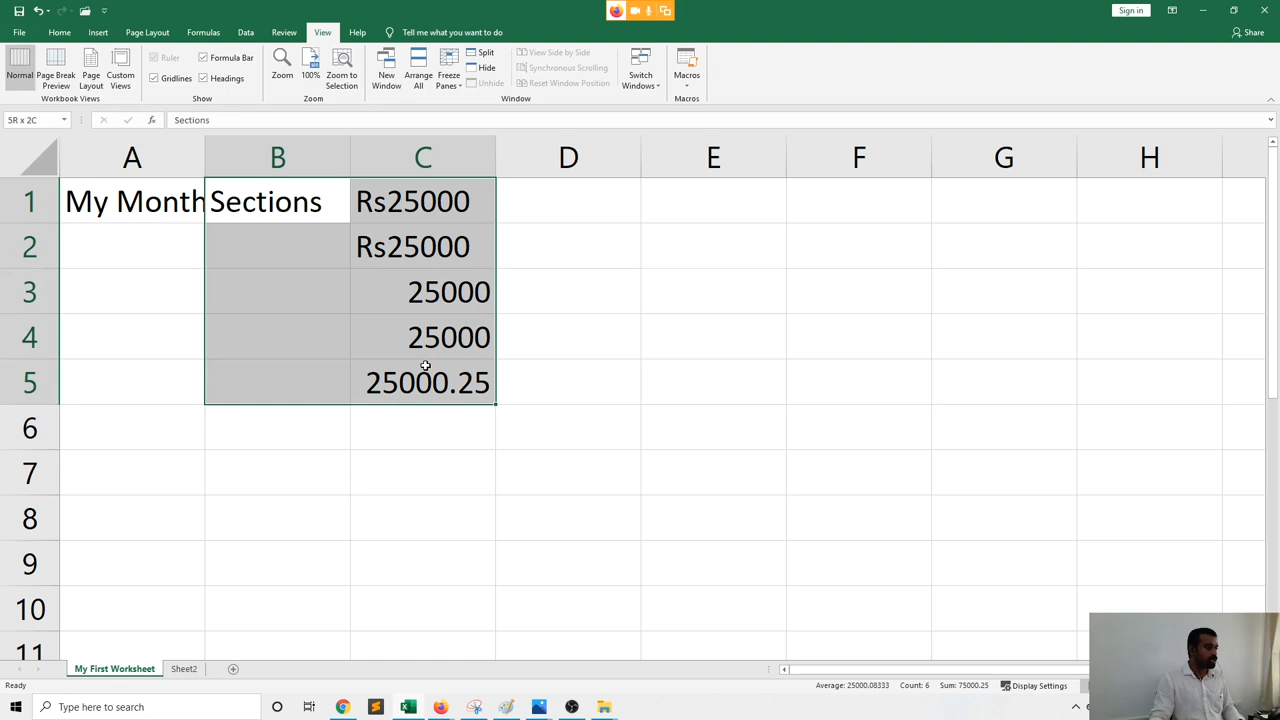 Sign in
File Home Insert Page Layout Formulas Data Review View Help Tell me what you want to do Share
Normal Page Break Preview Page Layout Custom Views
Workbook Views
Ruler Formula Bar
Gridlines Headings
Show
Zoom 100% Zoom to Selection
Zoom
New Window Arrange All Freeze Panes
Split
Hide
Unhide
View Side by Side
Synchronous Scrolling
Reset Window Position
Window
Switch Windows
Macros
Macros
5R x 2C fx Sections
A B C D E F G H
1 My Month Sections Rs25000
2 Rs25000
3 25000
4 25000
5 25000.25
6
7
8
9
10
11
My First Worksheet Sheet2
Ready Average: 25000.08333 Count: 6 Sum: 75000.25 Display Settings
Type here to search